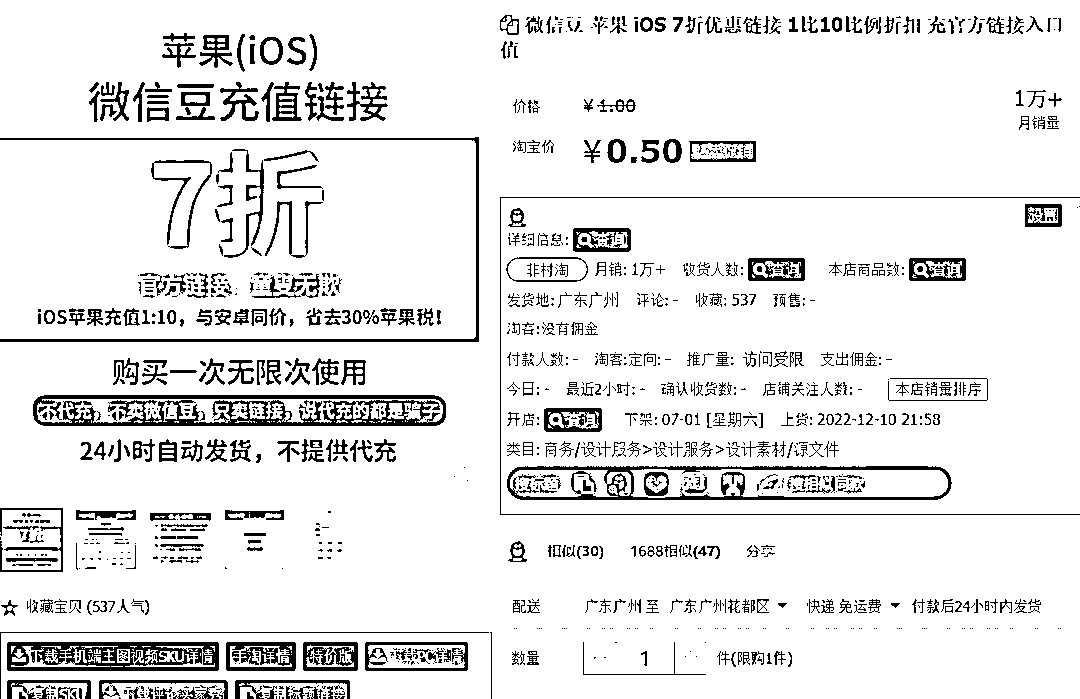 苹果(iOS)
微信豆充值链接
7折
官方链接，童叟无欺
iOS苹果充值1:10，与安卓同价，省去30%苹果税！
购买一次无限次使用
不代充，不卖微信豆，只卖链接，说代充的都是骗子
24小时自动发货，不提供代充
收藏宝贝 (537人气)
下载手机端主图视频SKU详情 手淘详情 特价版 下载PC详情
复制SKU 下载评论买家秀 复制标题链接
微信豆 苹果 iOS 7折优惠链接 1比10比例折扣 充官方链接入口
值
价格 ¥1.00 1万+
月销量
淘宝价 ¥0.50
设置
详细信息: 查询
非村淘 月销: 1万+ 收货人数: 查询 本店商品数: 查询
发货地: 广东广州 评论: - 收藏: 537 预售: -
淘客:没有佣金
付款人数: - 淘客:定向: - 推广量: 访问受限 支出佣金: -
今日: - 最近2小时: - 确认收货数: - 店铺关注人数: - 本店销量排序
开店: 查询 下架: 07-01 [星期六] 上货: 2022-12-10 21:58
类目: 商务/设计服务>设计服务>设计素材/源文件
搜标题 搜相似同款
相似(30) 1688相似(47) 分享
配送 广东广州 至 广东广州花都区 快递 免运费 付款后24小时内发货
数量 1 件(限购1件)